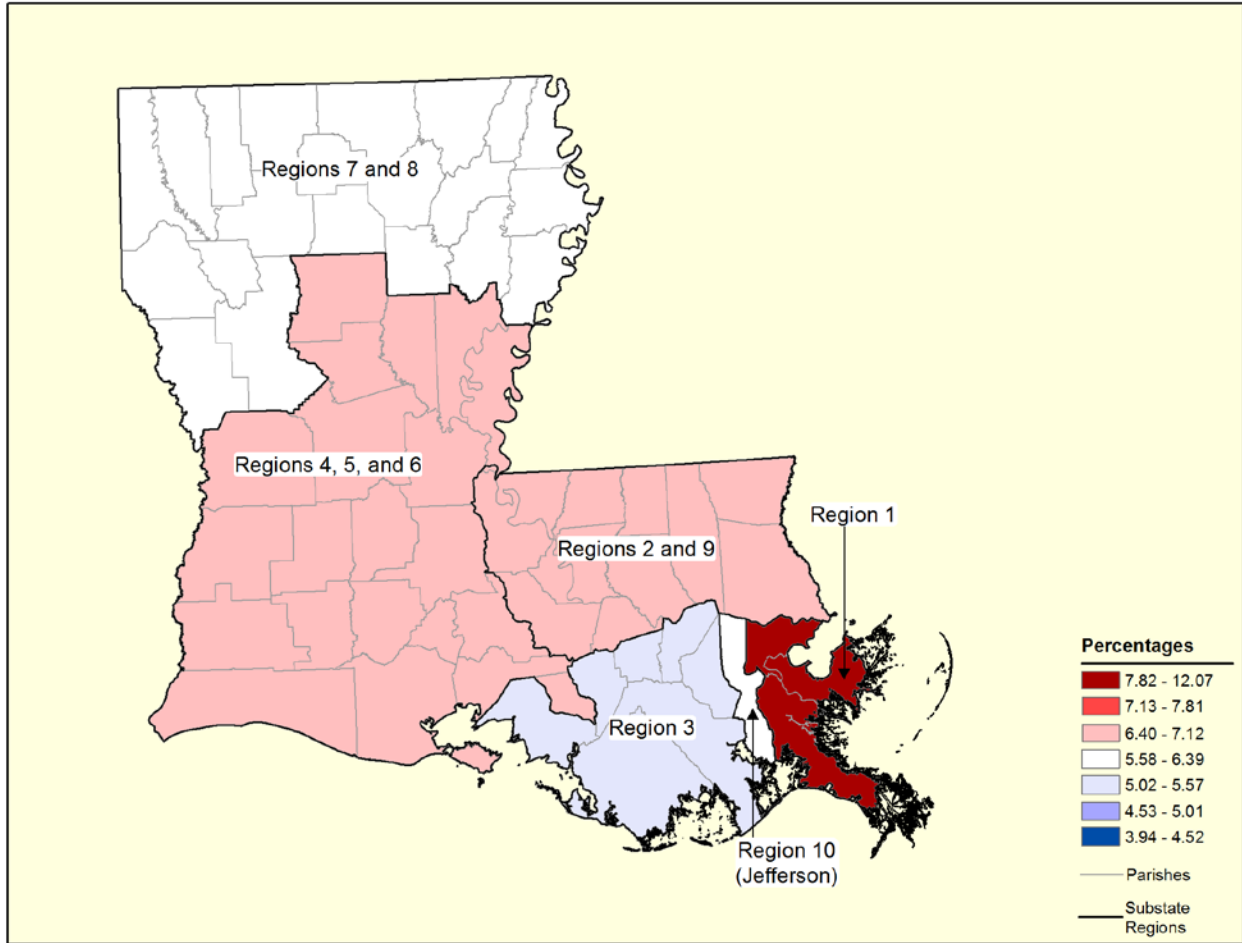 Regions 7 and 8
Regions 4, 5, and 6
Region 1
Regions 2 and 9
Region 3
Region 10
(Jefferson)
Percentages
7.82 - 12.07
7.13 - 7.81
6.40 - 7.12
5.58 - 6.39
5.02 - 5.57
4.53 - 5.01
3.94 - 4.52
Parishes
Substate
Regions